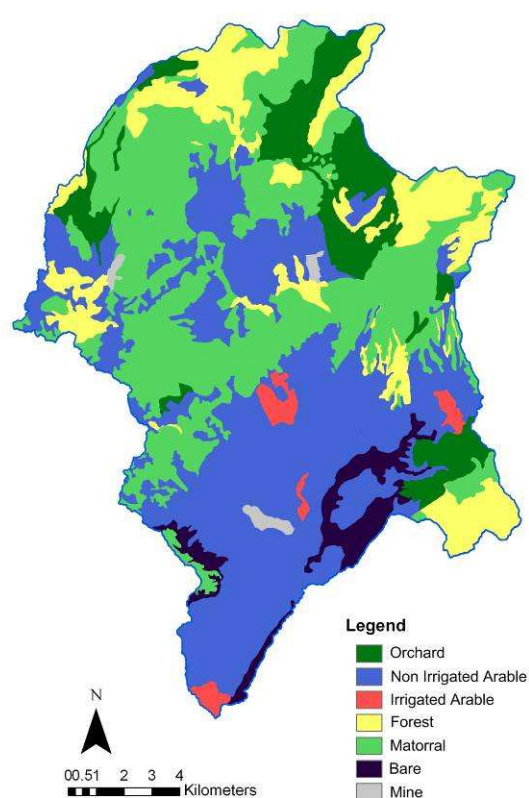 Legend
Orchard
Non Irrigated Arable
Irrigated Arable
Forest
Matorral
Bare
Mine
N
00.51 2 3 4
Kilometers